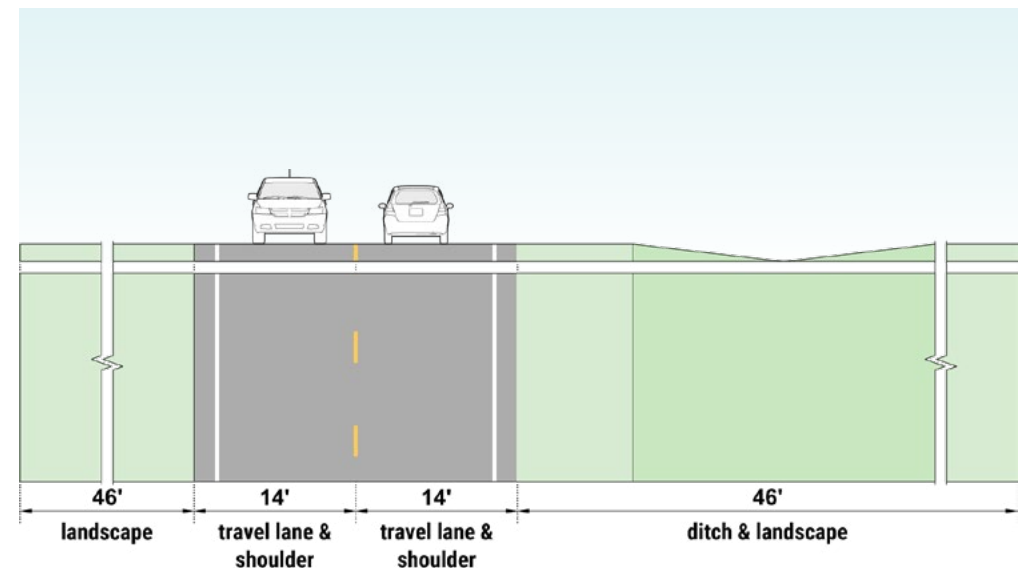 46' 14' 14' 46'
landscape travel lane & travel lane & ditch & landscape
shoulder shoulder